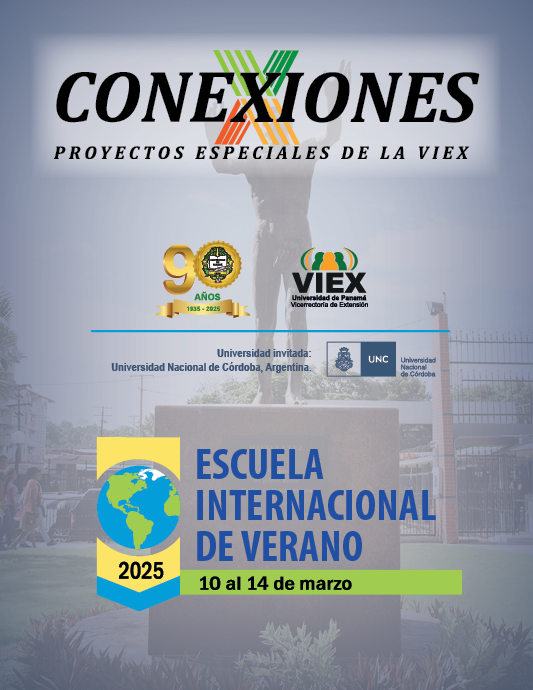 CONEXIONES
PROYECTOS ESPECIALES DE LA VIEX
90
AÑOS
1935 - 2025
VIEX
Universidad de Panamá
Vicerrectoría de Extensión
Universidad invitada:
Universidad Nacional de Córdoba, Argentina.
UNC
Universidad
Nacional
de Córdoba
ESCUELA
INTERNACIONAL
DE VERANO
2025
10 al 14 de marzo